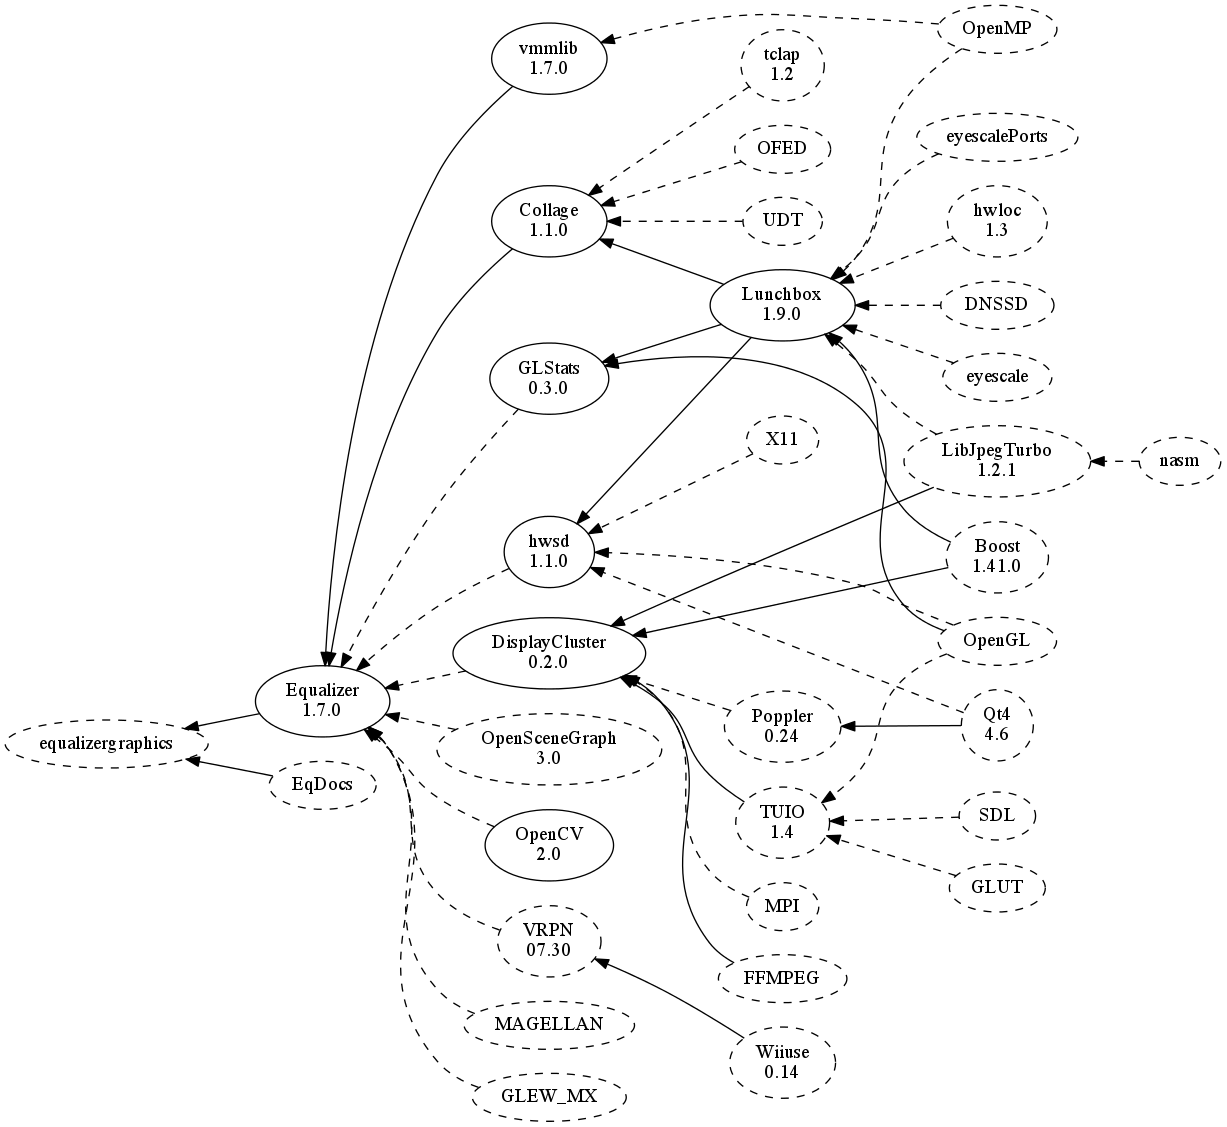 OpenMP
vmmlib
1.7.0
tclap
1.2
eyescalePorts
OFED
hwloc
1.3
Collage
1.1.0
UDT
Lunchbox
1.9.0
DNSSD
GLStats
0.3.0
eyescale
X11
LibJpegTurbo
1.2.1
nasm
hwsd
1.1.0
Boost
1.41.0
DisplayCluster
0.2.0
OpenGL
Equalizer
1.7.0
Poppler
0.24
Qt4
4.6
equalizergraphics
OpenSceneGraph
3.0
EqDocs
TUIO
1.4
SDL
OpenCV
2.0
GLUT
MPI
VRPN
07.30
FFMPEG
MAGELLAN
Wiiuse
0.14
GLEW_MX